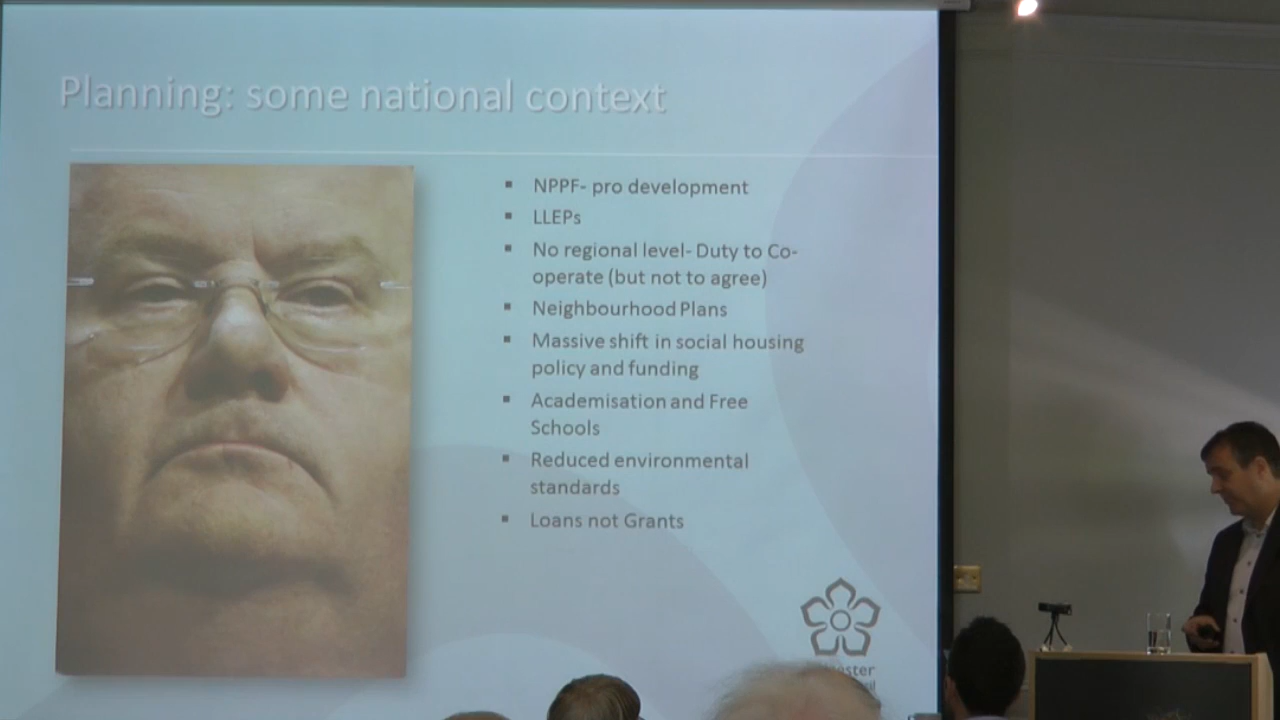 Planning: some national context
▪ NPPF- pro development
▪ LLEPs
▪ No regional level- Duty to Co-
operate (but not to agree)
▪ Neighbourhood Plans
▪ Massive shift in social housing
policy and funding
▪ Academisation and Free
Schools
▪ Reduced environmental
standards
▪ Loans not Grants